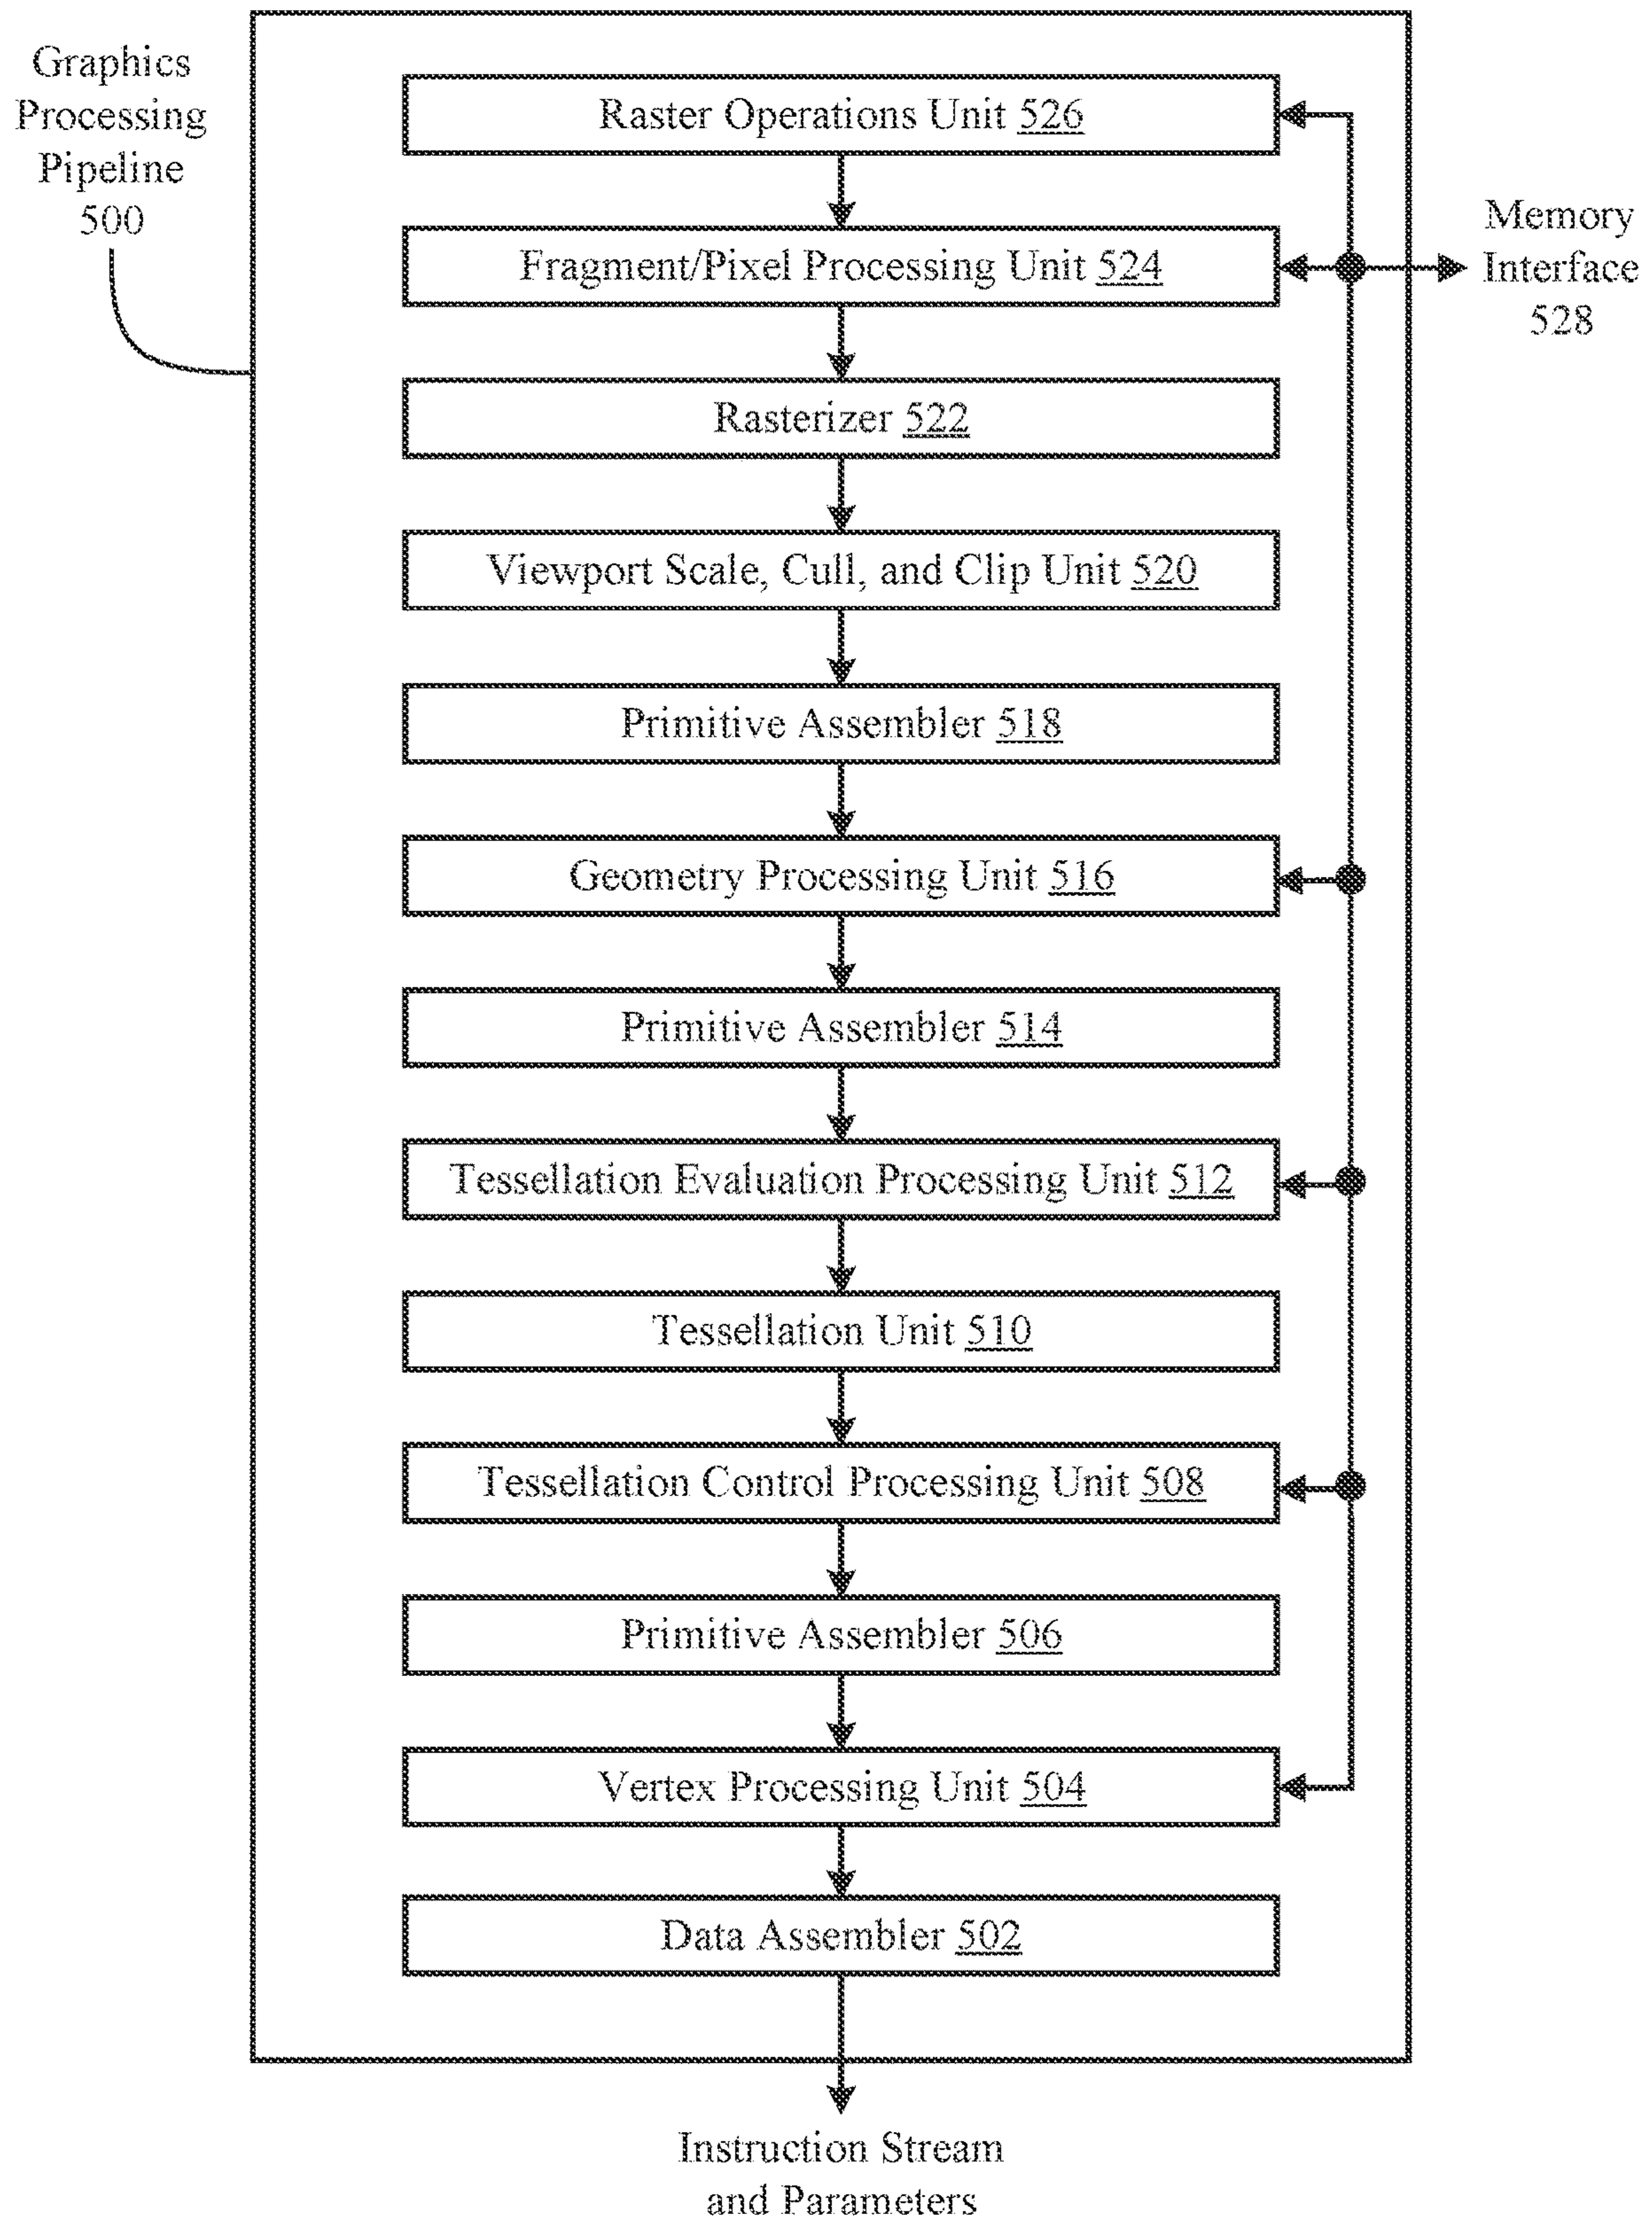 Graphics
Processing
Pipeline
500
Raster Operations Unit 526
Fragment/Pixel Processing Unit 524
Memory
Interface
528
Rasterizer 522
Viewport Scale, Cull, and Clip Unit 520
Primitive Assembler 518
Geometry Processing Unit 516
Primitive Assembler 514
Tessellation Evaluation Processing Unit 512
Tessellation Unit 510
Tessellation Control Processing Unit 508
Primitive Assembler 506
Vertex Processing Unit 504
Data Assembler 502
Instruction Stream
and Parameters